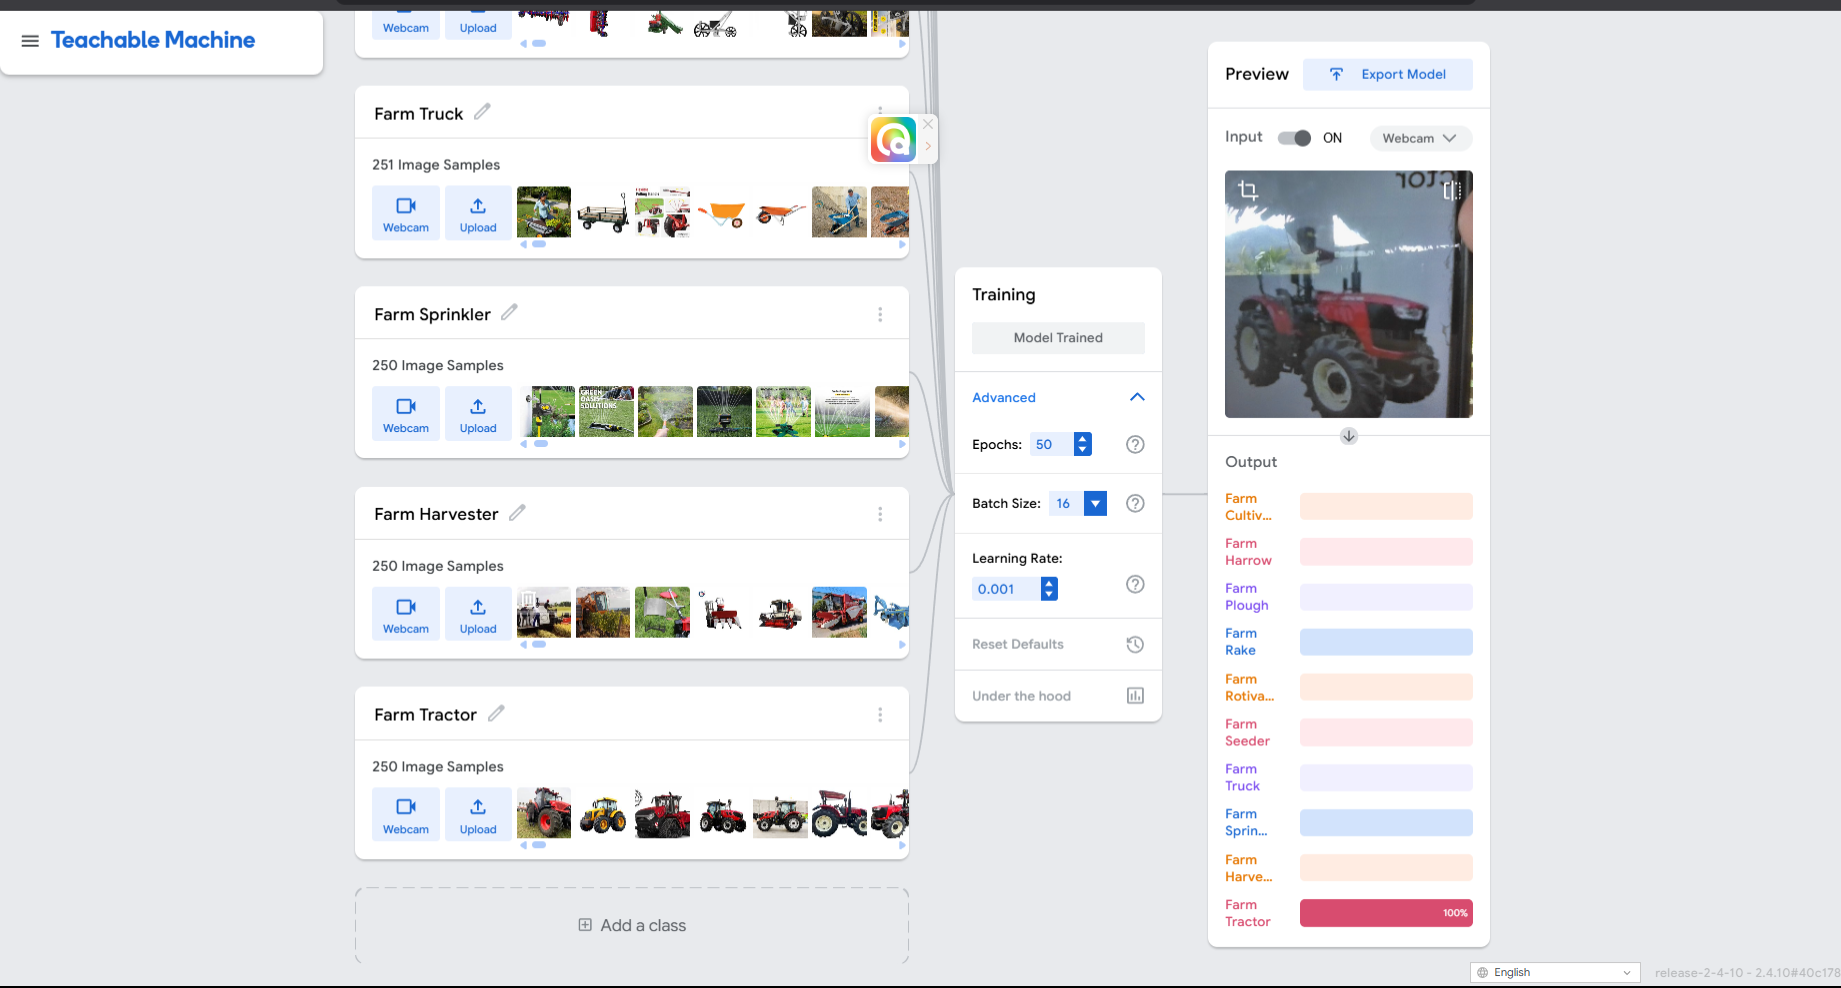 Teachable Machine
Webcam
Upload
Farm Truck
251 Image Samples
Webcam
Upload
Farm Sprinkler
250 Image Samples
Webcam
Upload
GREEN
OASIS
SOLUTIONS
Farm Harvester
250 Image Samples
Webcam
Upload
Farm Tractor
250 Image Samples
Webcam
Upload
Add a class
Training
Model Trained
Advanced
Epochs: 50
Batch Size: 16
Learning Rate:
0.001
Reset Defaults
Under the hood
Preview
Export Model
Input ON Webcam
Output
Farm
Cultiv...
Farm
Harrow
Farm
Plough
Farm
Rake
Farm
Rotiva...
Farm
Seeder
Farm
Truck
Farm
Sprin...
Farm
Harve...
Farm
Tractor
100%
English
release-2-4-10 - 2.4.10#40c178